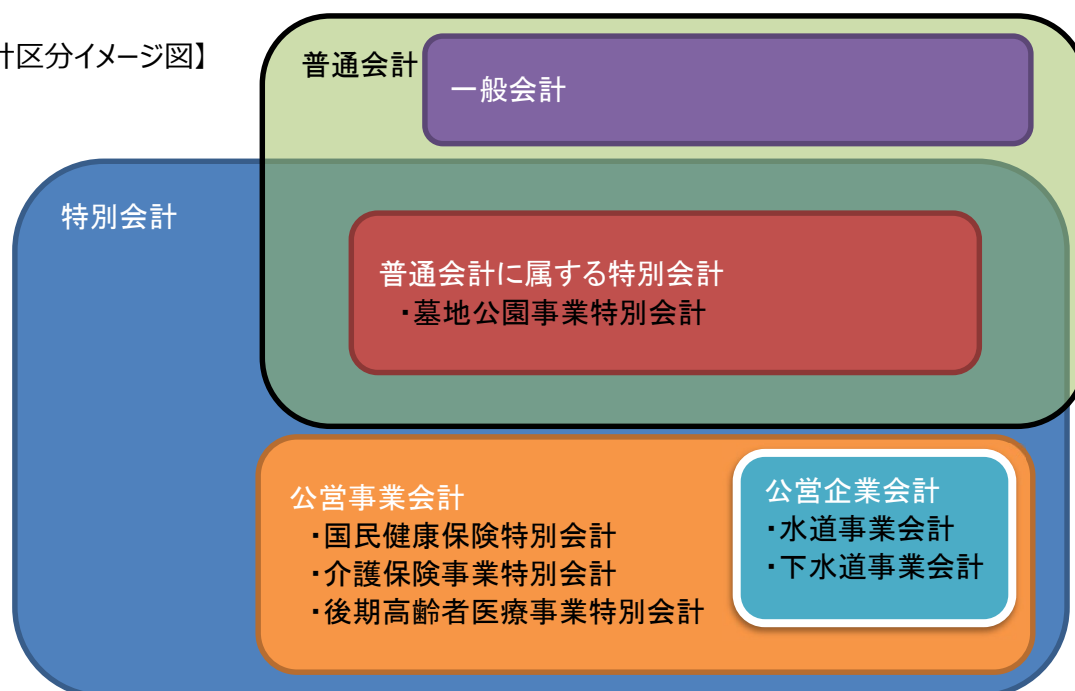 計区分イメージ図】
普通会計
一般会計
特別会計
普通会計に属する特別会計
・墓地公園事業特別会計
公営事業会計
・国民健康保険特別会計
・介護保険事業特別会計
・後期高齢者医療事業特別会計
公営企業会計
・水道事業会計
・下水道事業会計